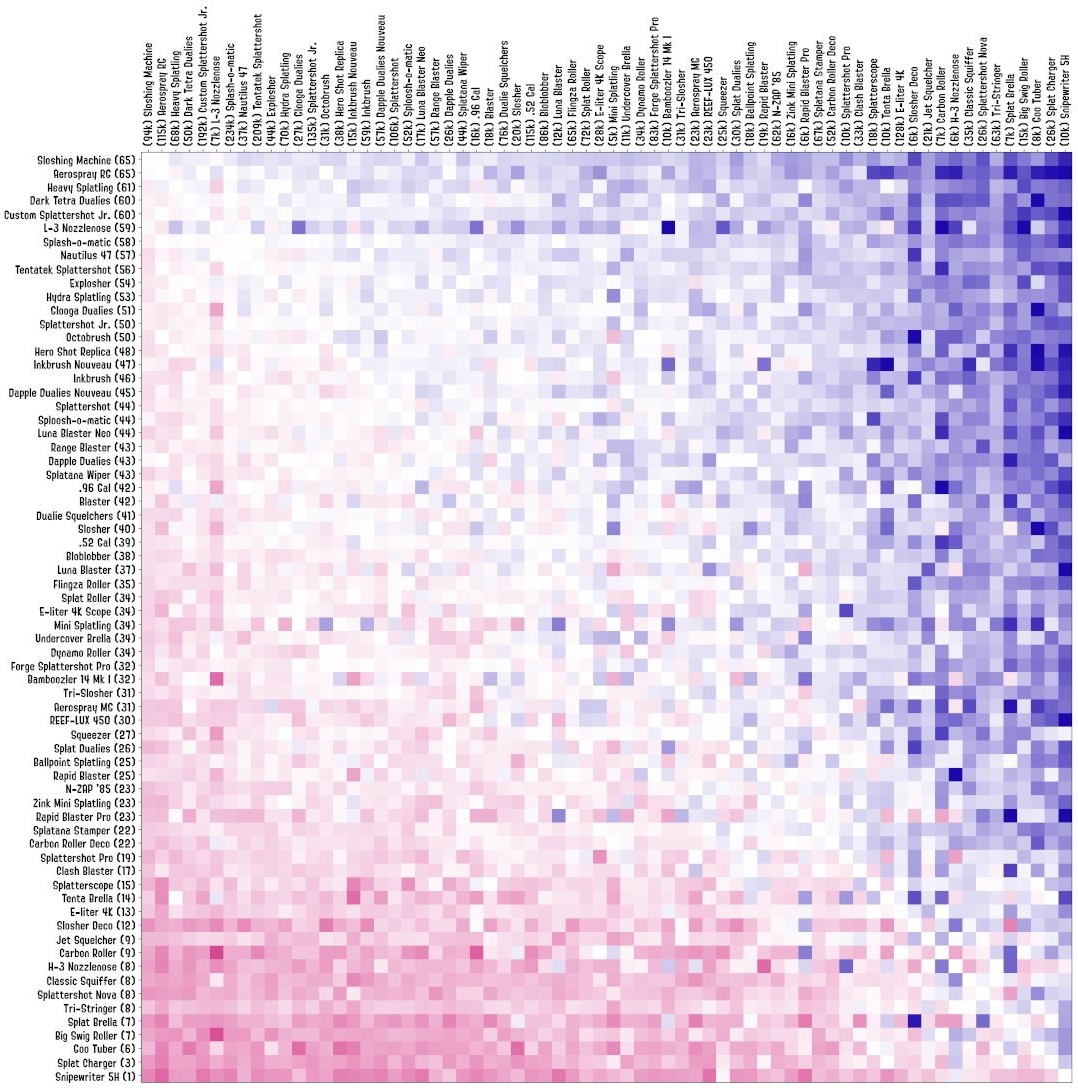 (94k) Sloshing Machine
(115k) Aerospray RG
(68k) Heavy Splatling
(50k) Dark Tetra Dualies
(192k) Custom Splattershot Jr.
(7k) L-3 Nozzlenose
(234k) Splash-o-matic
(37k) Nautilus 47
(209k) Tentatek Splattershot
(44k) Explosher
(70k) Hydra Splatling
(27k) Glooga Dualies
(135k) Splattershot Jr.
(31k) Octobrush
(38k) Hero Shot Replica
(15k) Inkbrush Nouveau
(59k) Inkbrush
(57k) Dapple Dualies Nouveau
(106k) Splattershot
(52k) Sploosh-o-matic
(17k) Luna Blaster Neo
(57k) Range Blaster
(26k) Dapple Dualies
(44k) Splatana Wiper
(16k) .96 Gal
(18k) Blaster
(71k) Dualie Squelchers
(20k) Slosher
(115k) .52 Gal
(86k) Bloblobber
(12k) Luna Blaster
(65k) Flingza Roller
(72k) Splat Roller
(28k) E-liter 4K Scope
(5k) Mini Splatling
(11k) Undercover Brella
(34k) Dynamo Roller
(83k) Forge Splattershot Pro
(10k) Bamboozler 14 Mk I
(31k) Tri-Slosher
(23k) Aerospray MG
(23k) REEF-LUX 450
(25k) Squeezer
(30k) Splat Dualies
(18k) Ballpoint Splatling
(19k) Rapid Blaster
(62k) N-ZAP '85
(6k) Zink Mini Splatling
(6k) Rapid Blaster Pro
(67k) Splatana Stamper
(52k) Carbon Roller Deco
(10k) Splattershot Pro
(33k) Clash Blaster
(18k) Splatterscope
(10k) Tenta Brella
(128k) E-liter 4K
(6k) Slosher Deco
(21k) Jet Squelcher
(7k) Carbon Roller
(6k) H-3 Nozzlenose
(35k) Classic Squiffer
(26k) Splattershot Nova
(63k) Tri-Stringer
(7k) Splat Brella
(15k) Big Swig Roller
(8k) Goo Tuber
(26k) Splat Charger
(10k) Snipewriter 5H
Sloshing Machine (65)
Aerospray RG (65)
Heavy Splatling (61)
Dark Tetra Dualies (60)
Custom Splattershot Jr. (60)
L-3 Nozzlenose (59)
Splash-o-matic (58)
Nautilus 47 (57)
Tentatek Splattershot (56)
Explosher (54)
Hydra Splatling (53)
Glooga Dualies (51)
Splattershot Jr. (50)
Octobrush (50)
Hero Shot Replica (48)
Inkbrush Nouveau (47)
Inkbrush (46)
Dapple Dualies Nouveau (45)
Splattershot (44)
Sploosh-o-matic (44)
Luna Blaster Neo (44)
Range Blaster (43)
Dapple Dualies (43)
Splatana Wiper (43)
.96 Gal (42)
Blaster (42)
Dualie Squelchers (41)
Slosher (40)
.52 Gal (39)
Bloblobber (38)
Luna Blaster (37)
Flingza Roller (35)
Splat Roller (34)
E-liter 4K Scope (34)
Mini Splatling (34)
Undercover Brella (34)
Dynamo Roller (34)
Forge Splattershot Pro (32)
Bamboozler 14 Mk I (32)
Tri-Slosher (31)
Aerospray MG (31)
REEF-LUX 450 (30)
Squeezer (27)
Splat Dualies (26)
Ballpoint Splatling (25)
Rapid Blaster (25)
N-ZAP '85 (23)
Zink Mini Splatling (23)
Rapid Blaster Pro (23)
Splatana Stamper (22)
Carbon Roller Deco (22)
Splattershot Pro (19)
Clash Blaster (17)
Splatterscope (15)
Tenta Brella (14)
E-liter 4K (13)
Slosher Deco (12)
Jet Squelcher (9)
Carbon Roller (9)
H-3 Nozzlenose (8)
Classic Squiffer (8)
Splattershot Nova (8)
Tri-Stringer (8)
Splat Brella (7)
Big Swig Roller (7)
Goo Tuber (6)
Splat Charger (3)
Snipewriter 5H (1)